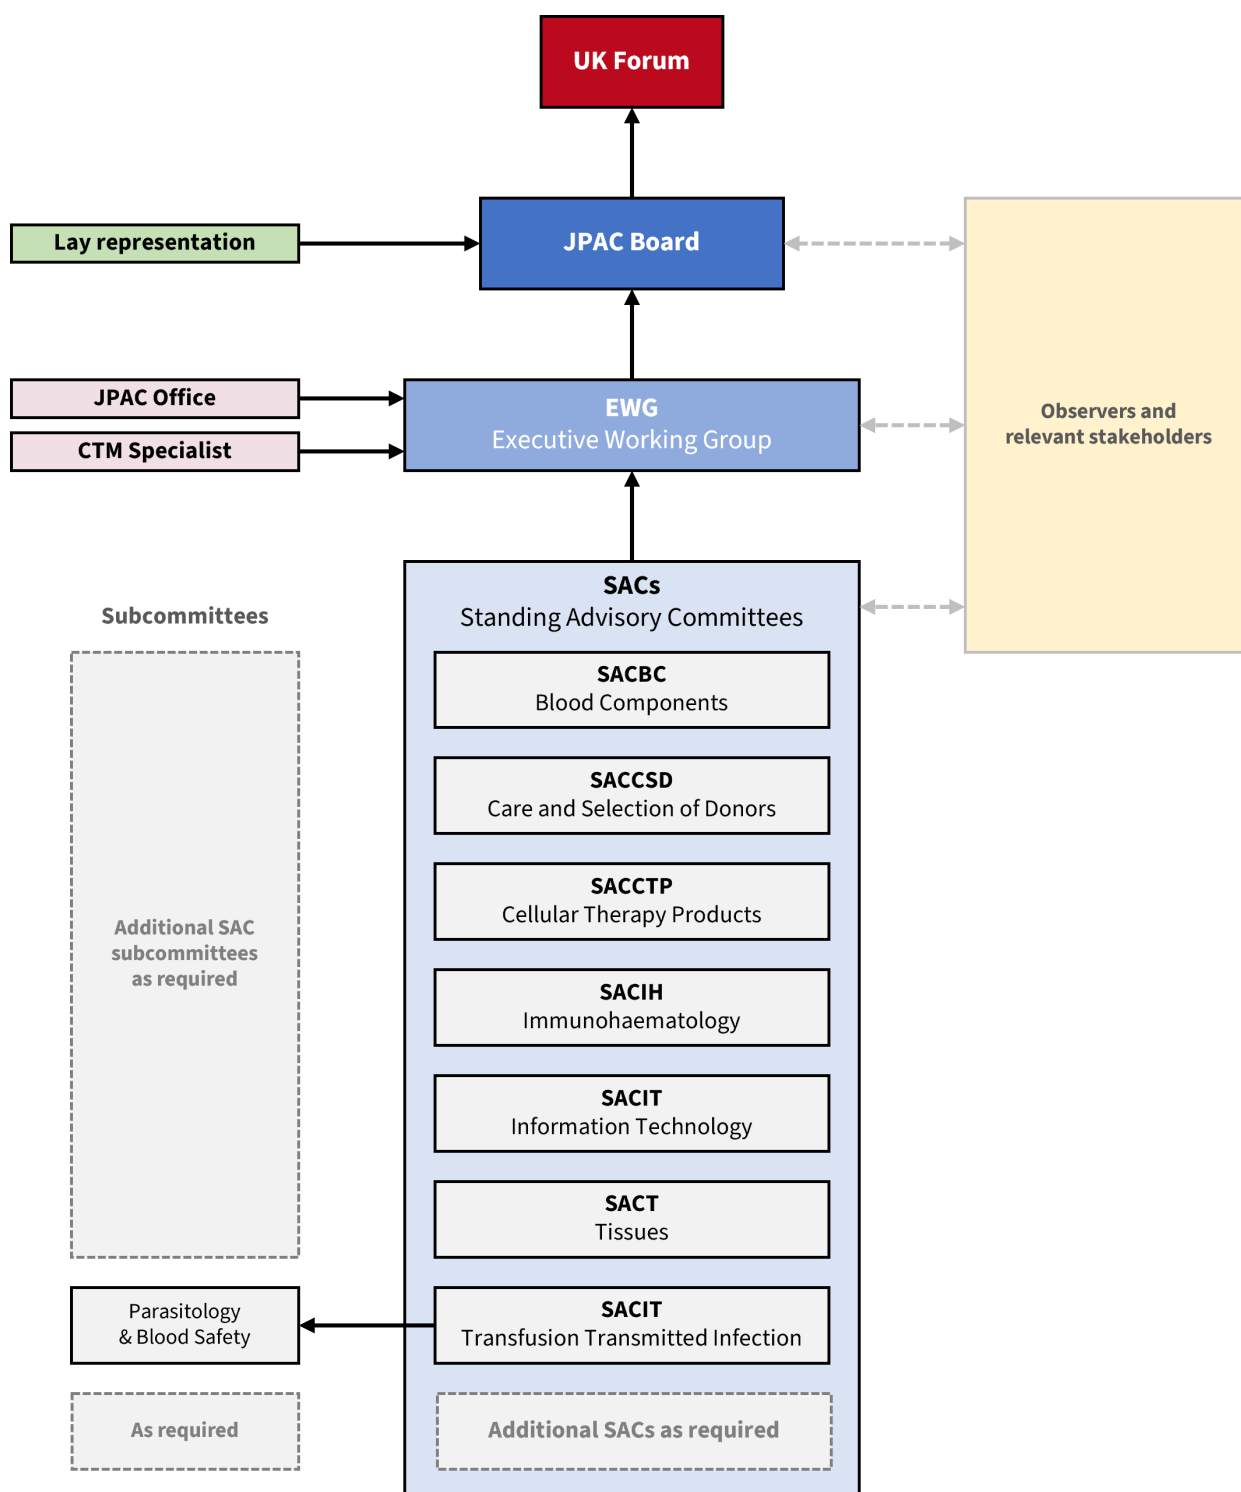 UK Forum
Lay representation
JPAC Board
JPAC Office
CTM Specialist
EWG
Executive Working Group
Observers and
relevant stakeholders
SACs
Standing Advisory Committees
Subcommittees
SACBC
Blood Components
SACCSD
Care and Selection of Donors
SACCTP
Cellular Therapy Products
Additional SAC
subcommittees
as required
SACIH
Immunohaematology
SACIT
Information Technology
SACT
Tissues
Parasitology
& Blood Safety
SACIT
Transfusion Transmitted Infection
As required
Additional SACs as required